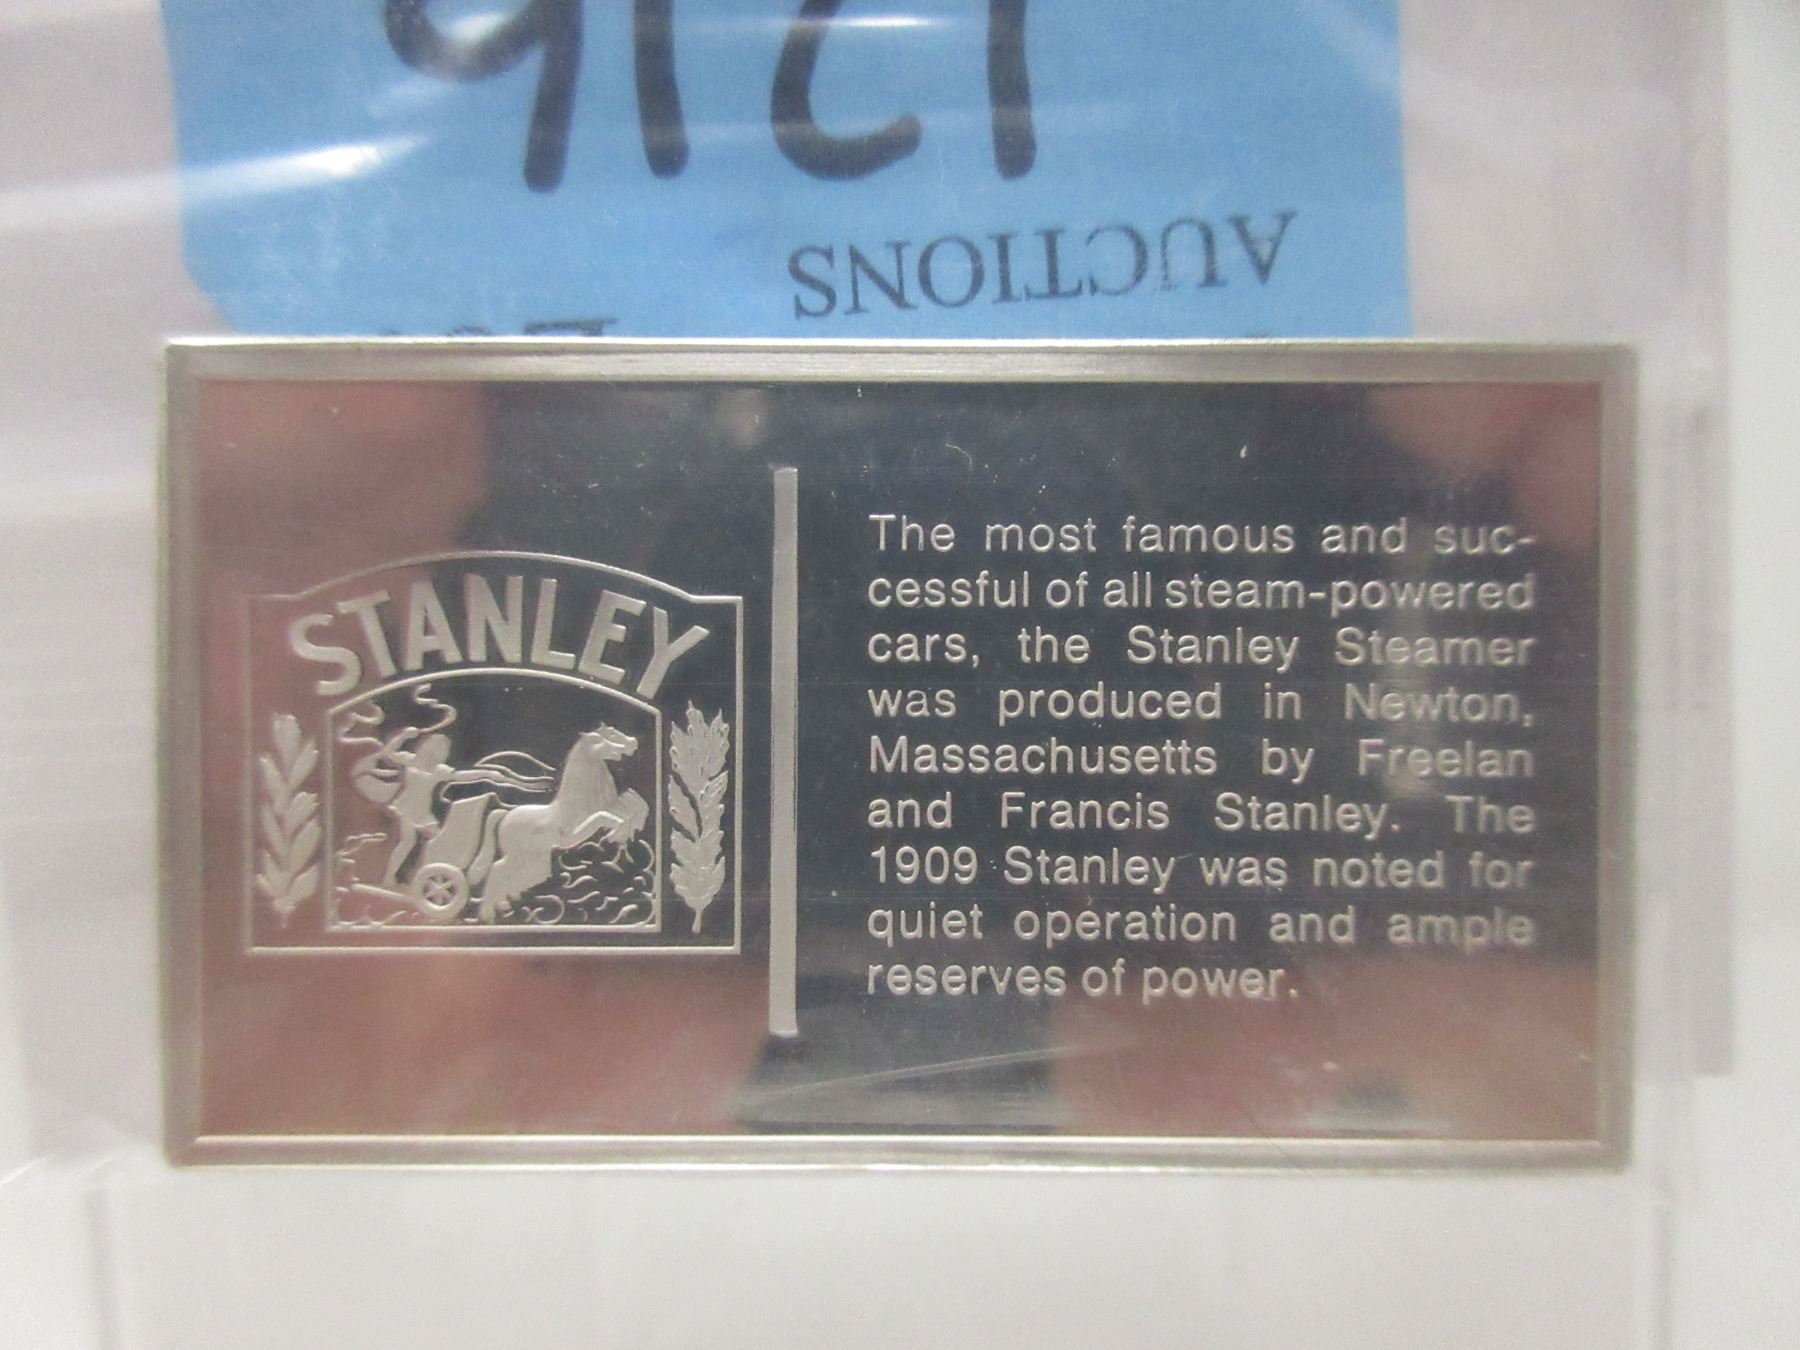 AUCTIONS
STANLEY
The most famous and suc-
cessful of all steam-powered
cars, the Stanley Steamer
was produced in Newton,
Massachusetts by Freelan
and Francis Stanley. The
1909 Stanley was noted for
quiet operation and ample
reserves of power.